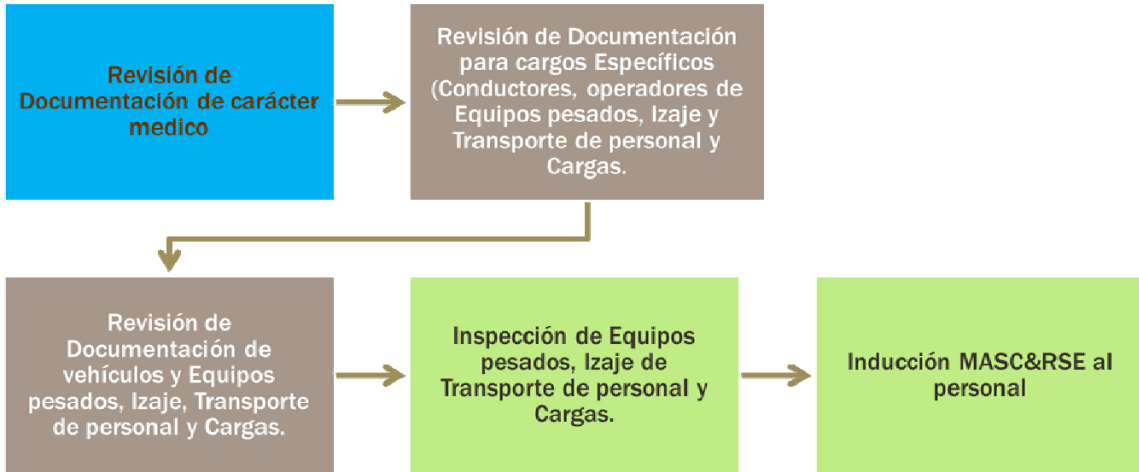 Revisión de
Documentación de carácter
medico
Revisión de Documentación
para cargos Específicos
(Conductores, operadores de
Equipos pesados, Izaje y
Transporte de personal y
Cargas.
Revisión de
Documentación de
vehículos y Equipos
pesados, Izaje, Transporte
de personal y Cargas.
Inspección de Equipos
pesados, Izaje de
Transporte de personal y
Cargas.
Inducción MASC&RSE al
personal